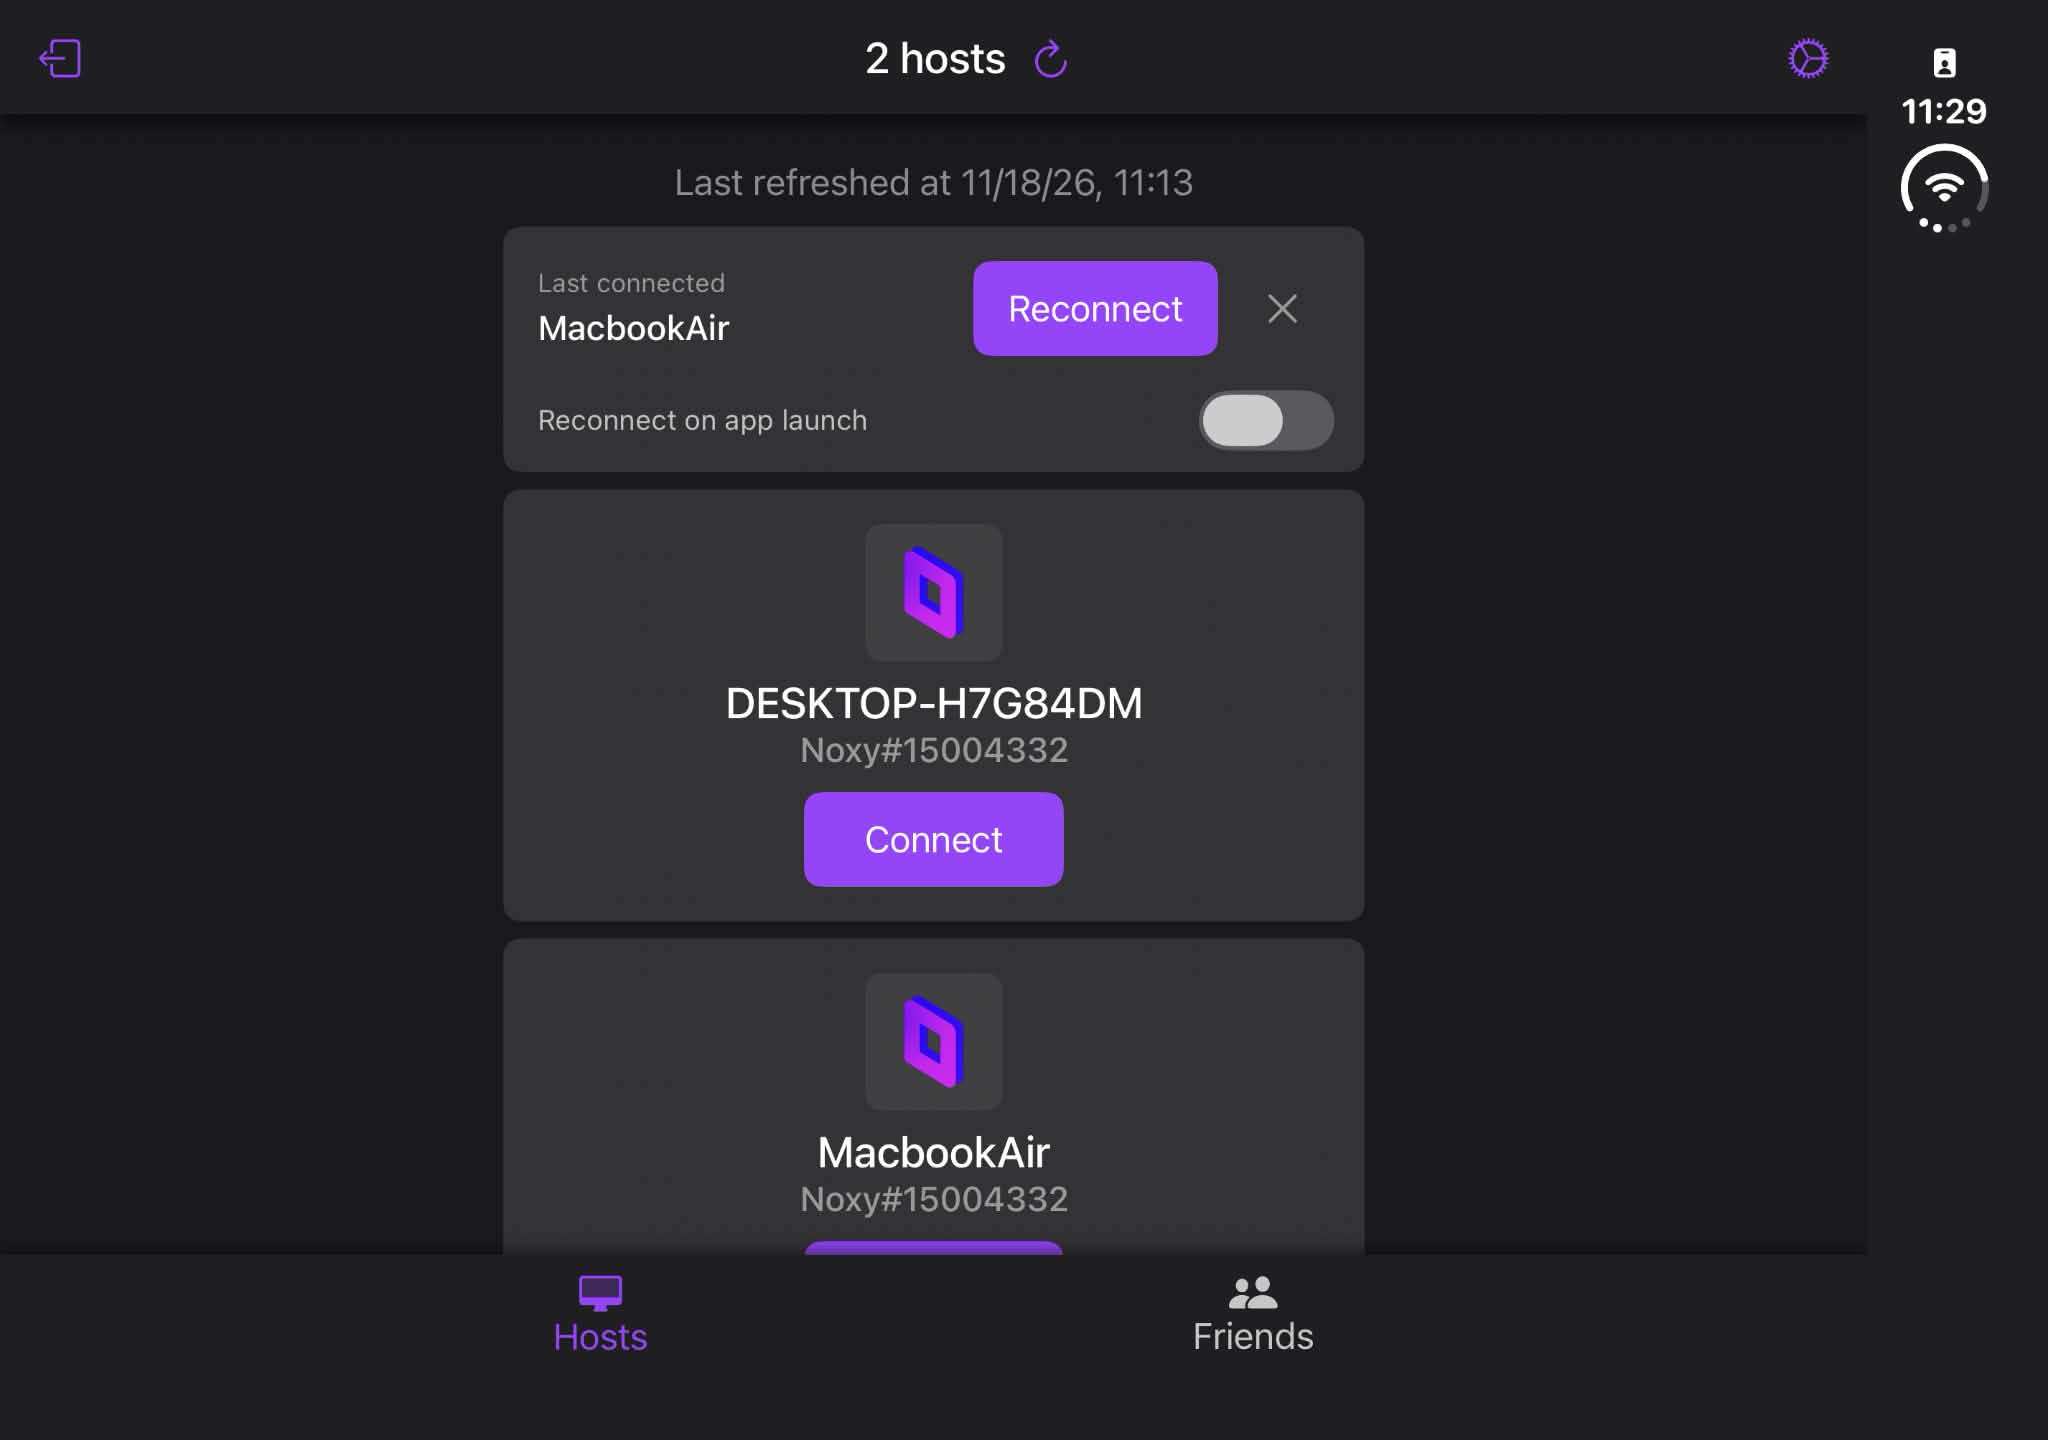 2 hosts
11:29
Last refreshed at 11/18/26, 11:13
Last connected
MacbookAir
Reconnect
Reconnect on app launch
DESKTOP-H7G84DM
Noxy#15004332
Connect
MacbookAir
Noxy#15004332
Hosts
Friends